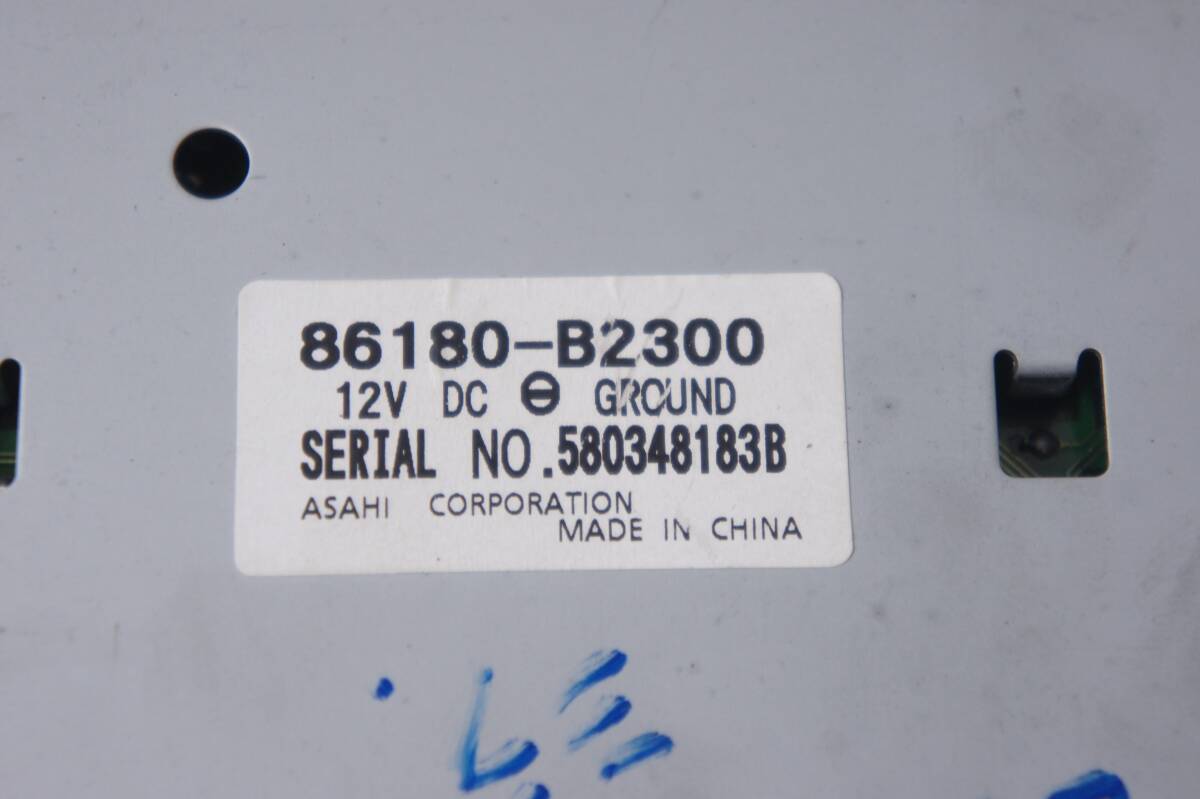 86180-B2300
12V DC ⊖ GROUND
SERIAL NO.580348183B
ASAHI CORPORATION
MADE IN CHINA